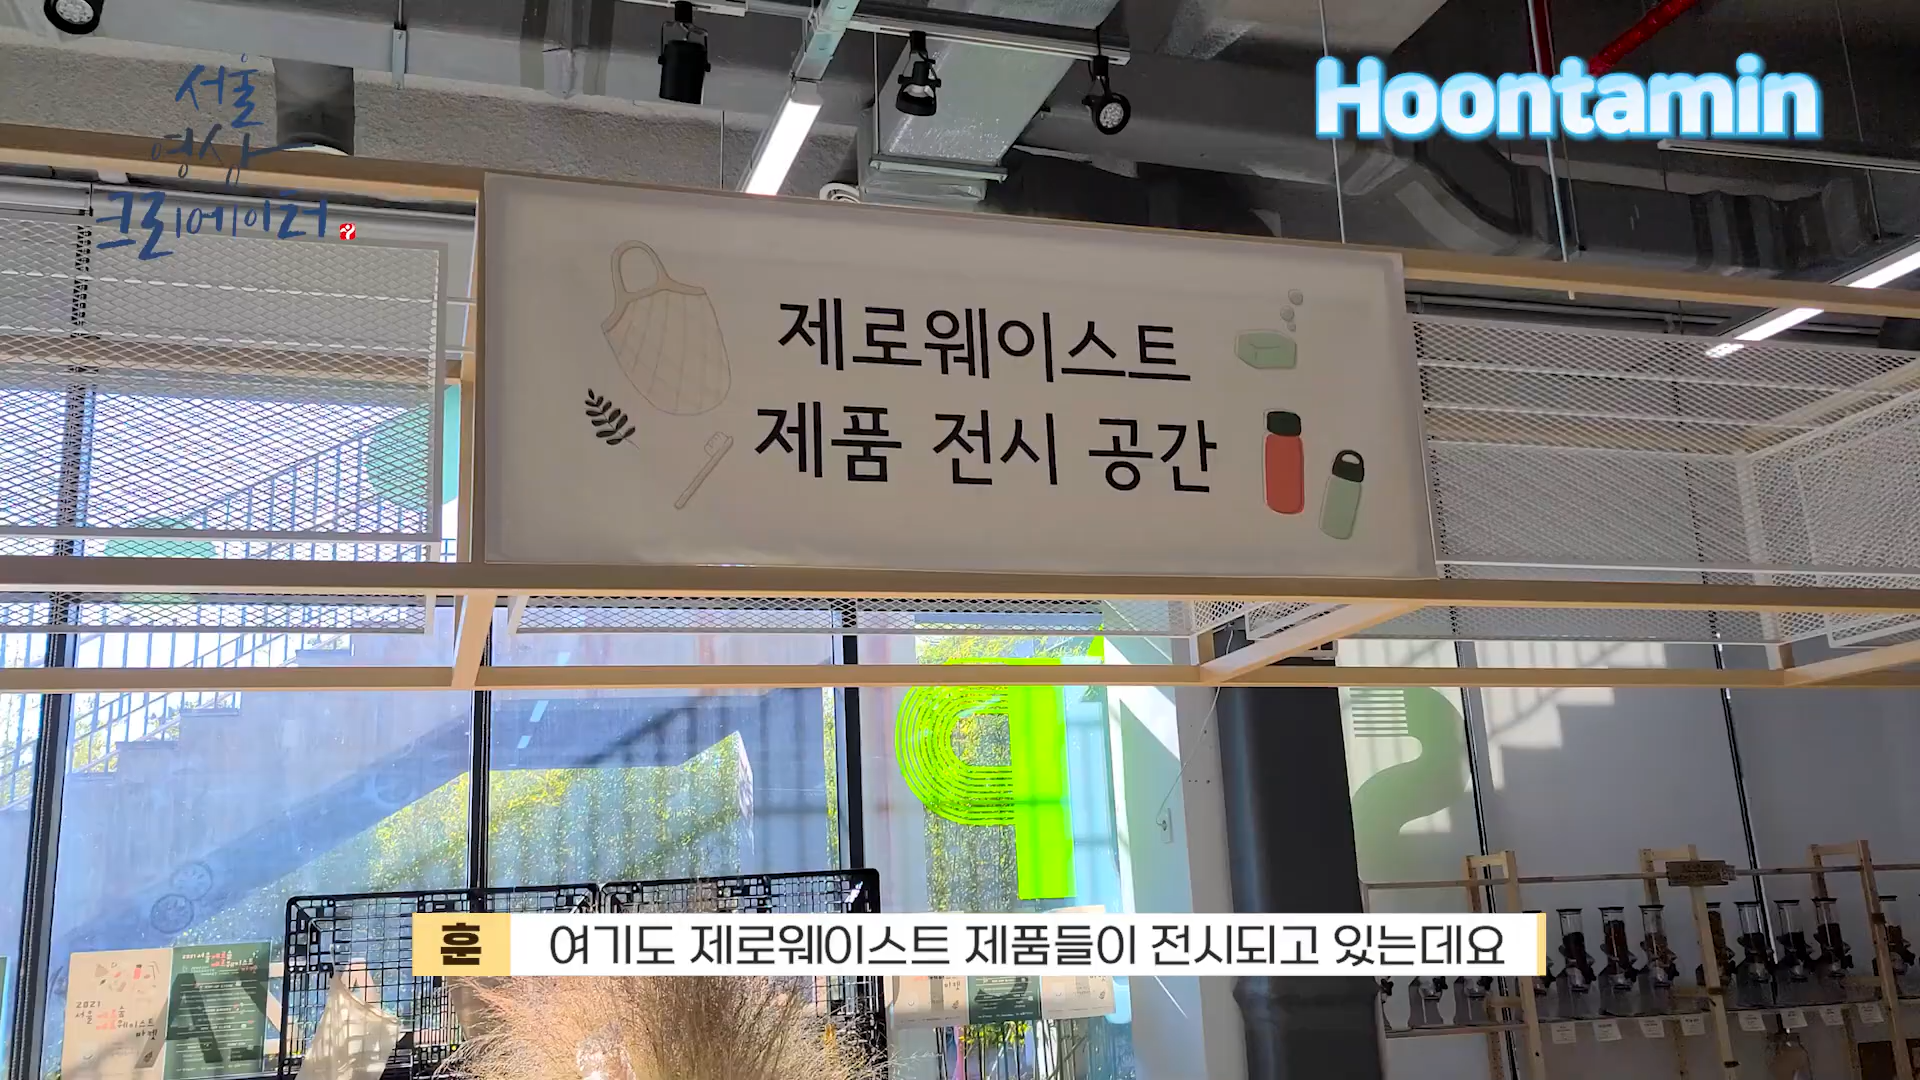 서울
영상
크리에이터
Hoontamin
제로웨이스트
제품 전시 공간
훈 여기도 제로웨이스트 제품들이 전시되고 있는데요
2021
서울
웨이스트
마켓